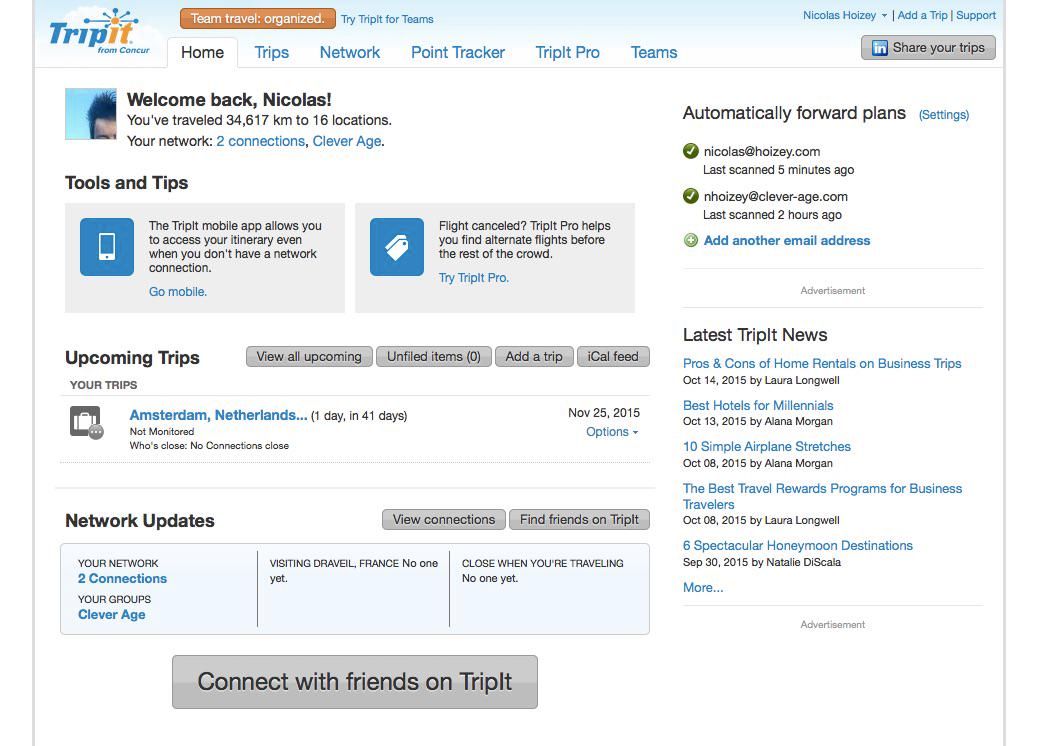 Tripit
from Concur
Team travel: organized. Try TripIt for Teams
Nicolas Hoizey | Add a Trip | Support
Home Trips Network Point Tracker TripIt Pro Teams
in Share your trips
Welcome back, Nicolas!
You've traveled 34,617 km to 16 locations.
Your network: 2 connections, Clever Age.
Tools and Tips
The TripIt mobile app allows you
to access your itinerary even
when you don't have a network
connection.
Go mobile.
Flight canceled? TripIt Pro helps
you find alternate flights before
the rest of the crowd.
Try TripIt Pro.
Upcoming Trips
View all upcoming Unfiled items (0) Add a trip iCal feed
YOUR TRIPS
Amsterdam, Netherlands... (1 day, in 41 days)
Not Monitored
Who's close: No Connections close
Nov 25, 2015
Options
Network Updates
View connections Find friends on TripIt
YOUR NETWORK
2 Connections
YOUR GROUPS
Clever Age
VISITING DRAVEIL, FRANCE No one
yet.
CLOSE WHEN YOU'RE TRAVELING
No one yet.
Connect with friends on TripIt
Automatically forward plans (Settings)
nicolas@hoizey.com
Last scanned 5 minutes ago
nhoizey@clever-age.com
Last scanned 2 hours ago
Add another email address
Advertisement
Latest TripIt News
Pros & Cons of Home Rentals on Business Trips
Oct 14, 2015 by Laura Longwell
Best Hotels for Millennials
Oct 13, 2015 by Alana Morgan
10 Simple Airplane Stretches
Oct 08, 2015 by Alana Morgan
The Best Travel Rewards Programs for Business
Travelers
Oct 08, 2015 by Laura Longwell
6 Spectacular Honeymoon Destinations
Sep 30, 2015 by Natalie DiScala
More...
Advertisement